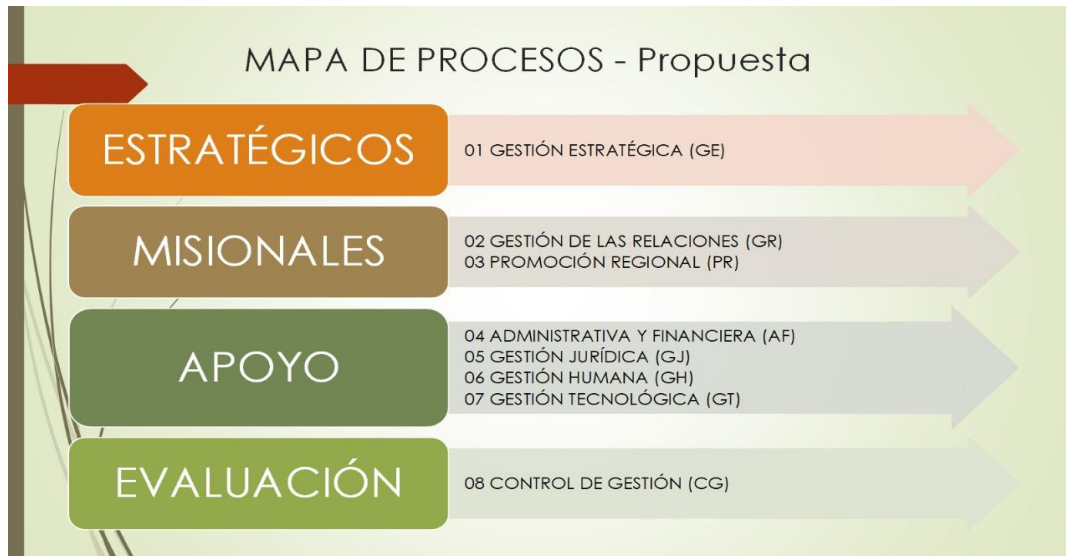 MAPA DE PROCESOS - Propuesta
ESTRATÉGICOS
01 GESTIÓN ESTRATÉGICA (GE)
MISIONALES
02 GESTIÓN DE LAS RELACIONES (GR)
03 PROMOCIÓN REGIONAL (PR)
APOYO
04 ADMINISTRATIVA Y FINANCIERA (AF)
05 GESTIÓN JURÍDICA (GJ)
06 GESTIÓN HUMANA (GH)
07 GESTIÓN TECNOLÓGICA (GT)
EVALUACIÓN
08 CONTROL DE GESTIÓN (CG)